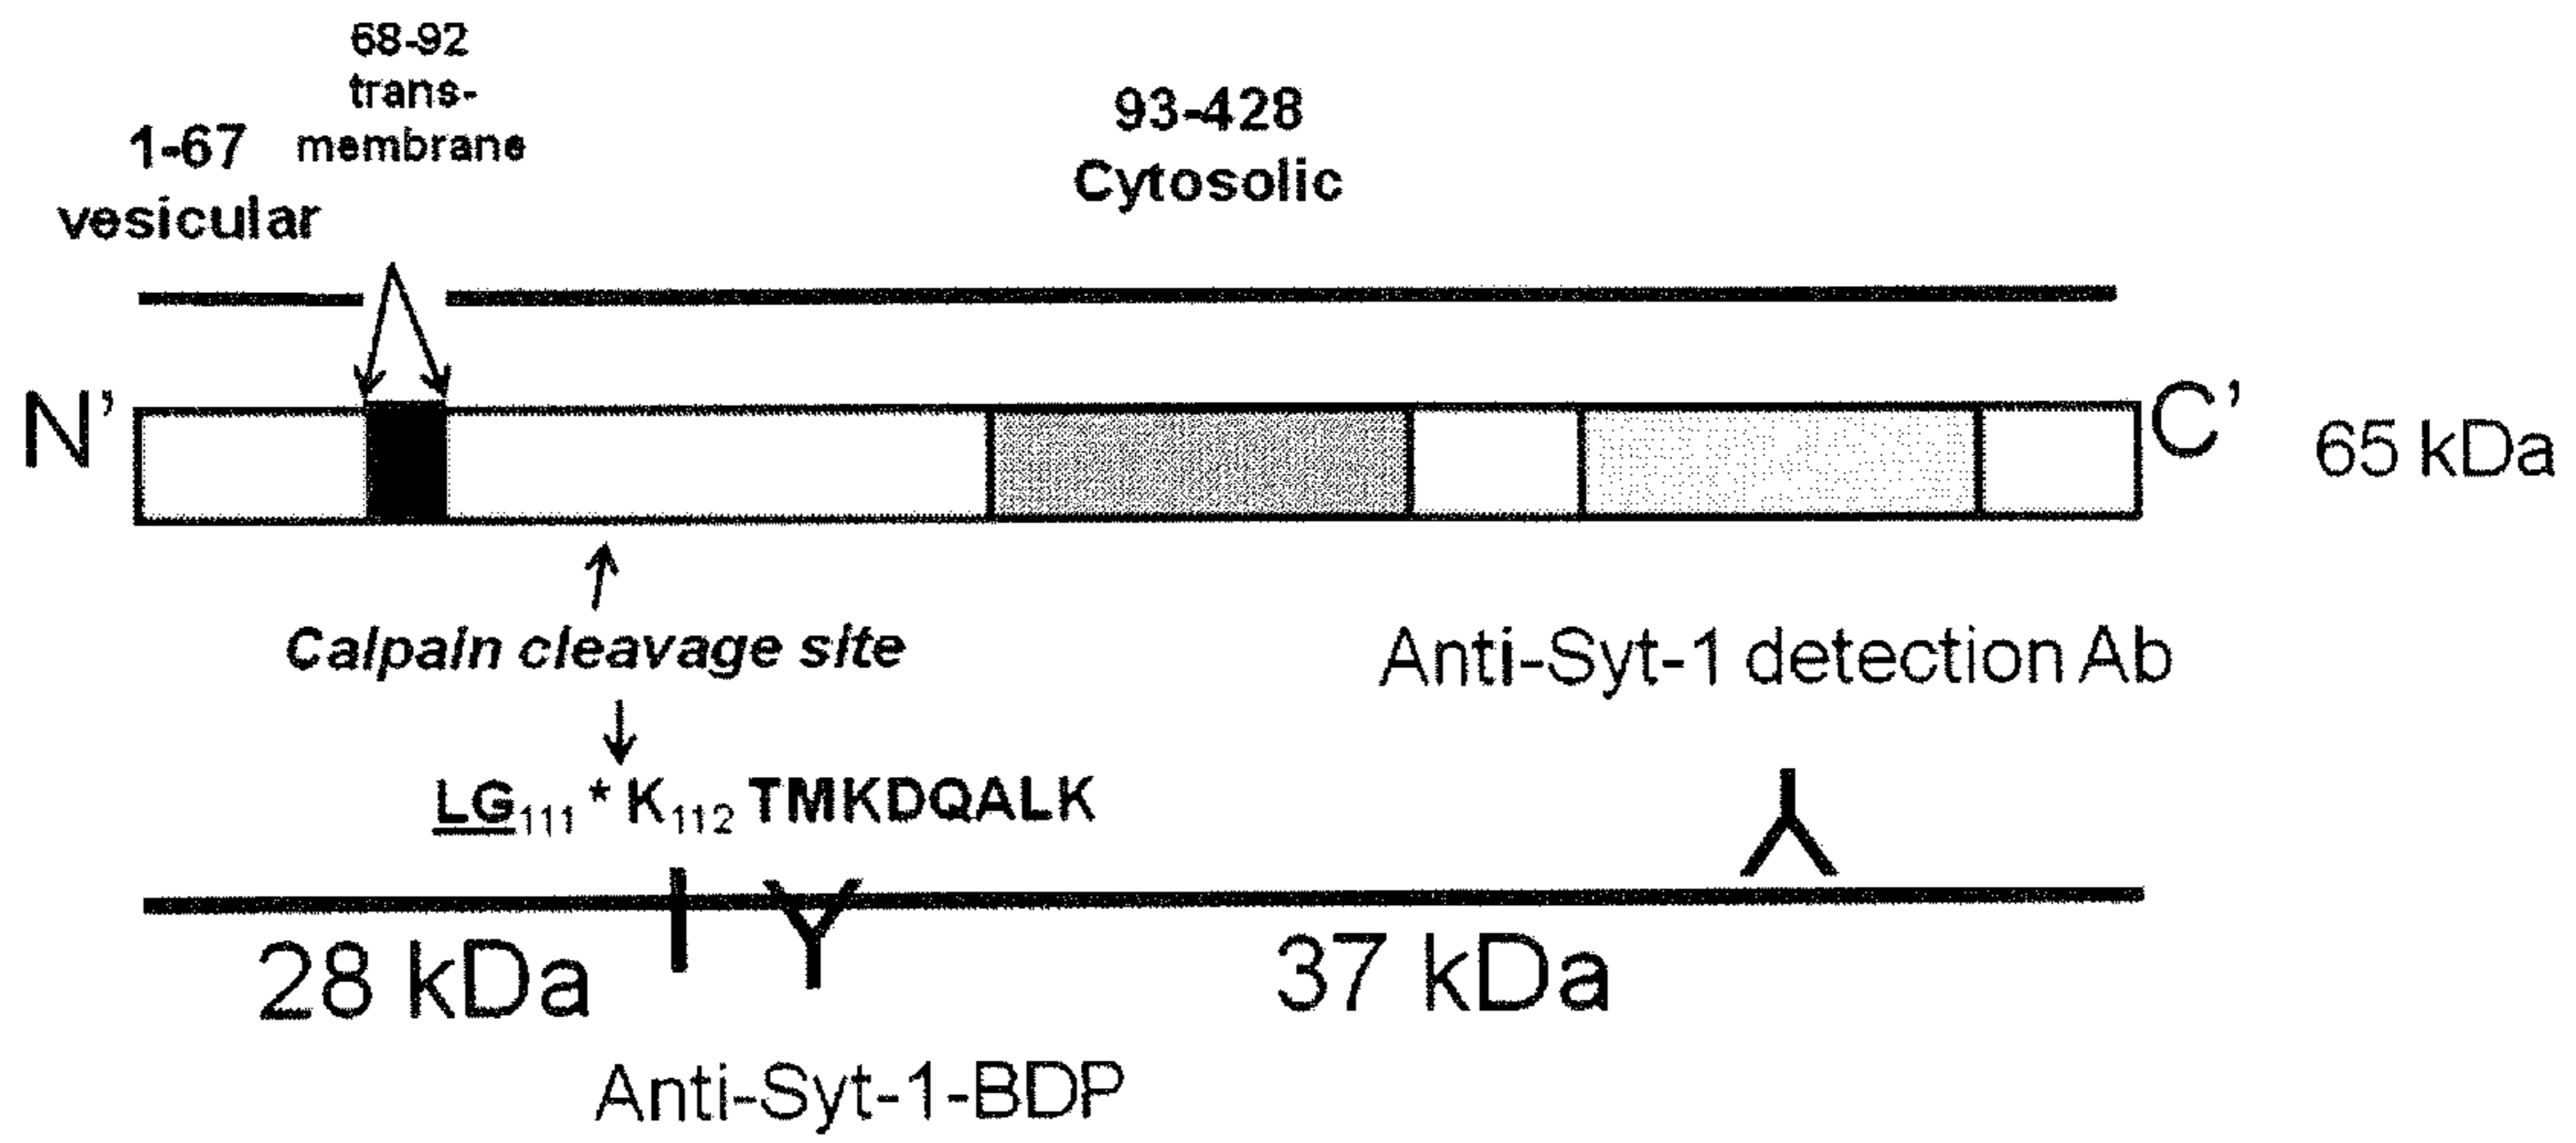 68-92
trans-
membrane
1-67
vesicular
93-428
Cytosolic
N’
C’
65 kDa
Calpain cleavage site
Anti-Syt-1 detection Ab
LG111 * K112 TMKDQALK
28 kDa
37 kDa
Anti-Syt-1-BDP